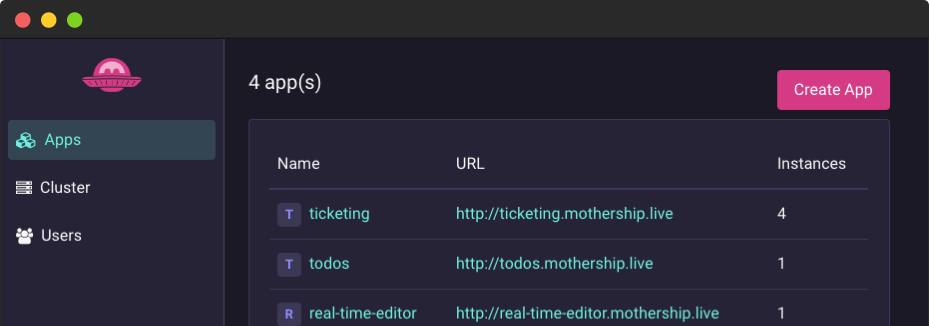 4 app(s)
Create App
Apps
Cluster
Users
Name URL Instances
T ticketing http://ticketing.mothership.live 4
T todos http://todos.mothership.live 1
R real-time-editor http://real-time-editor.mothership.live 1